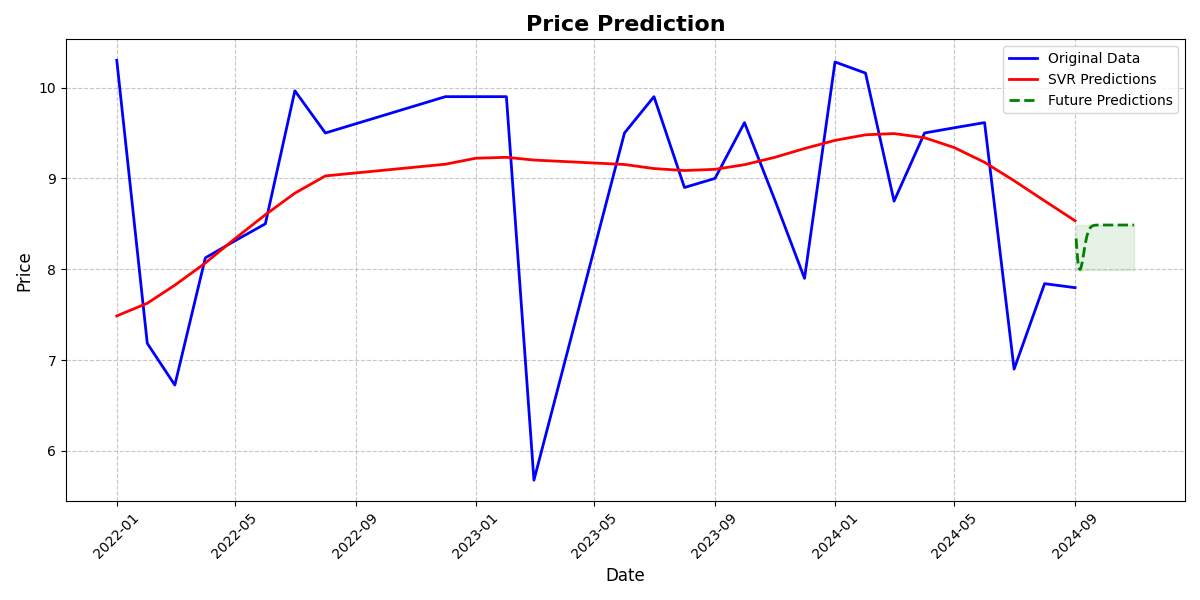 Price Prediction
Original Data
SVR Predictions
Future Predictions
Price
10
9
8
7
6
2022-01
2022-05
2022-09
2023-01
2023-05
2023-09
2024-01
2024-05
2024-09
Date